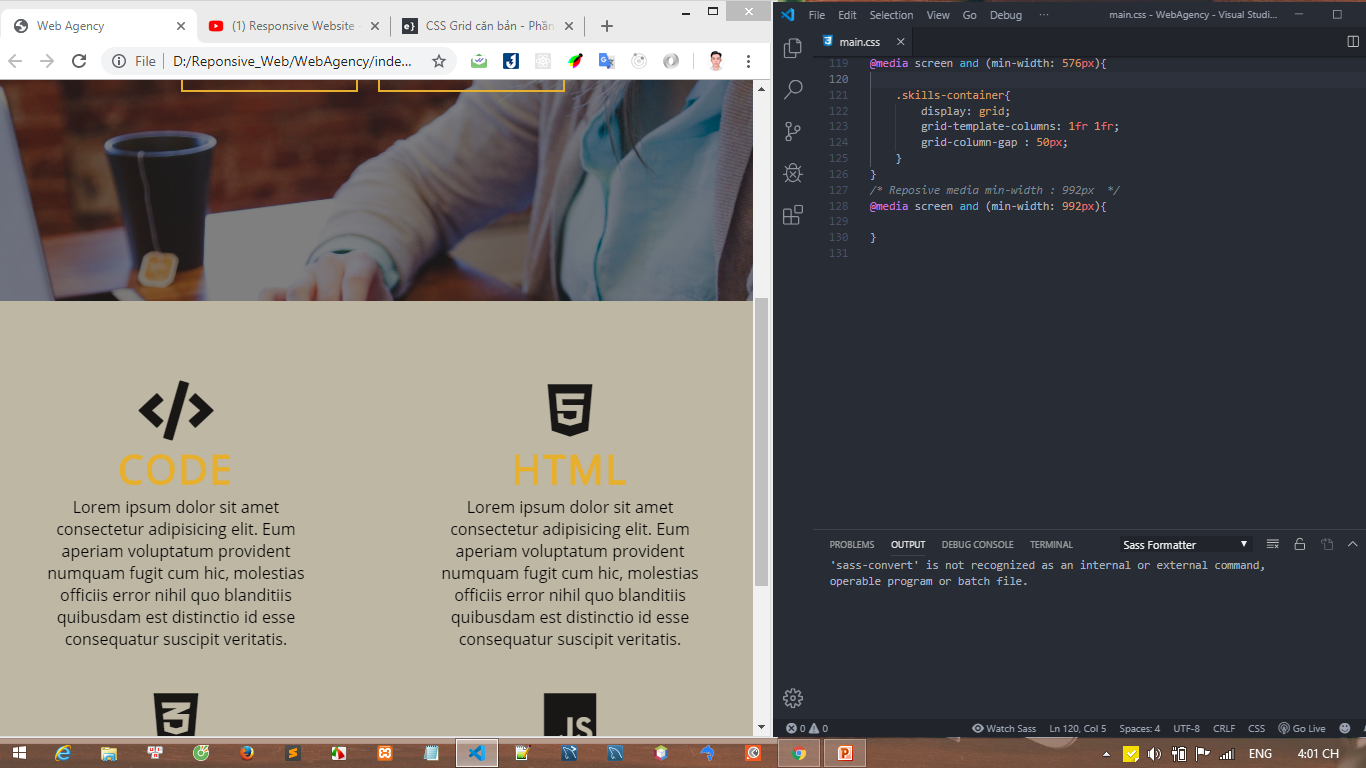 Web Agency
(1) Responsive Website
CSS Grid căn bản - Phần
File
D:/Reponsive_Web/WebAgency/inde...
CODE
Lorem ipsum dolor sit amet
consectetur adipisicing elit. Eum
aperiam voluptatum provident
numquam fugit cum hic, molestias
officiis error nihil quo blanditiis
quibusdam est distinctio id esse
consequatur suscipit veritatis.
HTML
Lorem ipsum dolor sit amet
consectetur adipisicing elit. Eum
aperiam voluptatum provident
numquam fugit cum hic, molestias
officiis error nihil quo blanditiis
quibusdam est distinctio id esse
consequatur suscipit veritatis.
JS
File Edit Selection View Go Debug ··· main.css - WebAgency - Visual Studi...
main.css
119 @media screen and (min-width: 576px){
120
121 .skills-container{
122 display: grid;
123 grid-template-columns: 1fr 1fr;
124 grid-column-gap : 50px;
125 }
126 }
127 /* Reposive media min-width : 992px */
128 @media screen and (min-width: 992px){
129
130 }
131
PROBLEMS OUTPUT DEBUG CONSOLE TERMINAL Sass Formatter
'sass-convert' is not recognized as an internal or external command,
operable program or batch file.
0 0 Watch Sass Ln 120, Col 5 Spaces: 4 UTF-8 CRLF CSS Go Live
ENG 4:01 CH